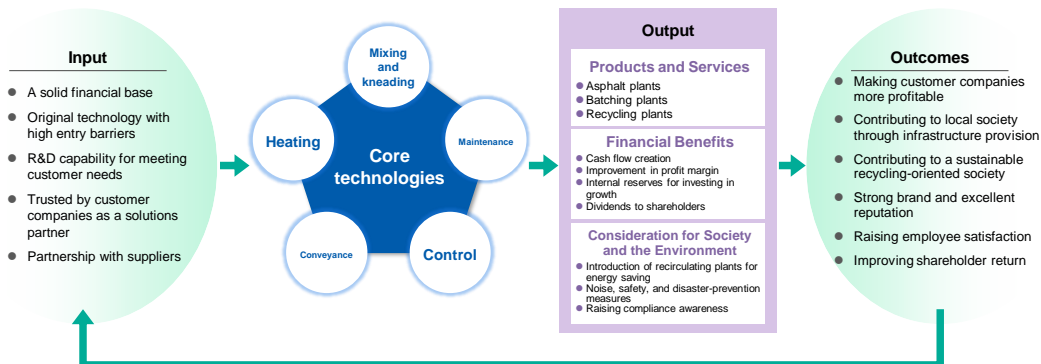 Input
A solid financial base
Original technology with
high entry barriers
R&D capability for meeting
customer needs
Trusted by customer
companies as a solutions
partner
Partnership with suppliers
Mixing
and
kneading
Heating
Maintenance
Core
technologies
Conveyance
Control
Output
Products and Services
Asphalt plants
Batching plants
Recycling plants
Financial Benefits
Cash flow creation
Improvement in profit margin
Internal reserves for investing in
growth
Dividends to shareholders
Consideration for Society
and the Environment
Introduction of recirculating plants for
energy saving
Noise, safety, and disaster-prevention
measures
Raising compliance awareness
Outcomes
Making customer companies
more profitable
Contributing to local society
through infrastructure provision
Contributing to a sustainable
recycling-oriented society
Strong brand and excellent
reputation
Raising employee satisfaction
Improving shareholder return